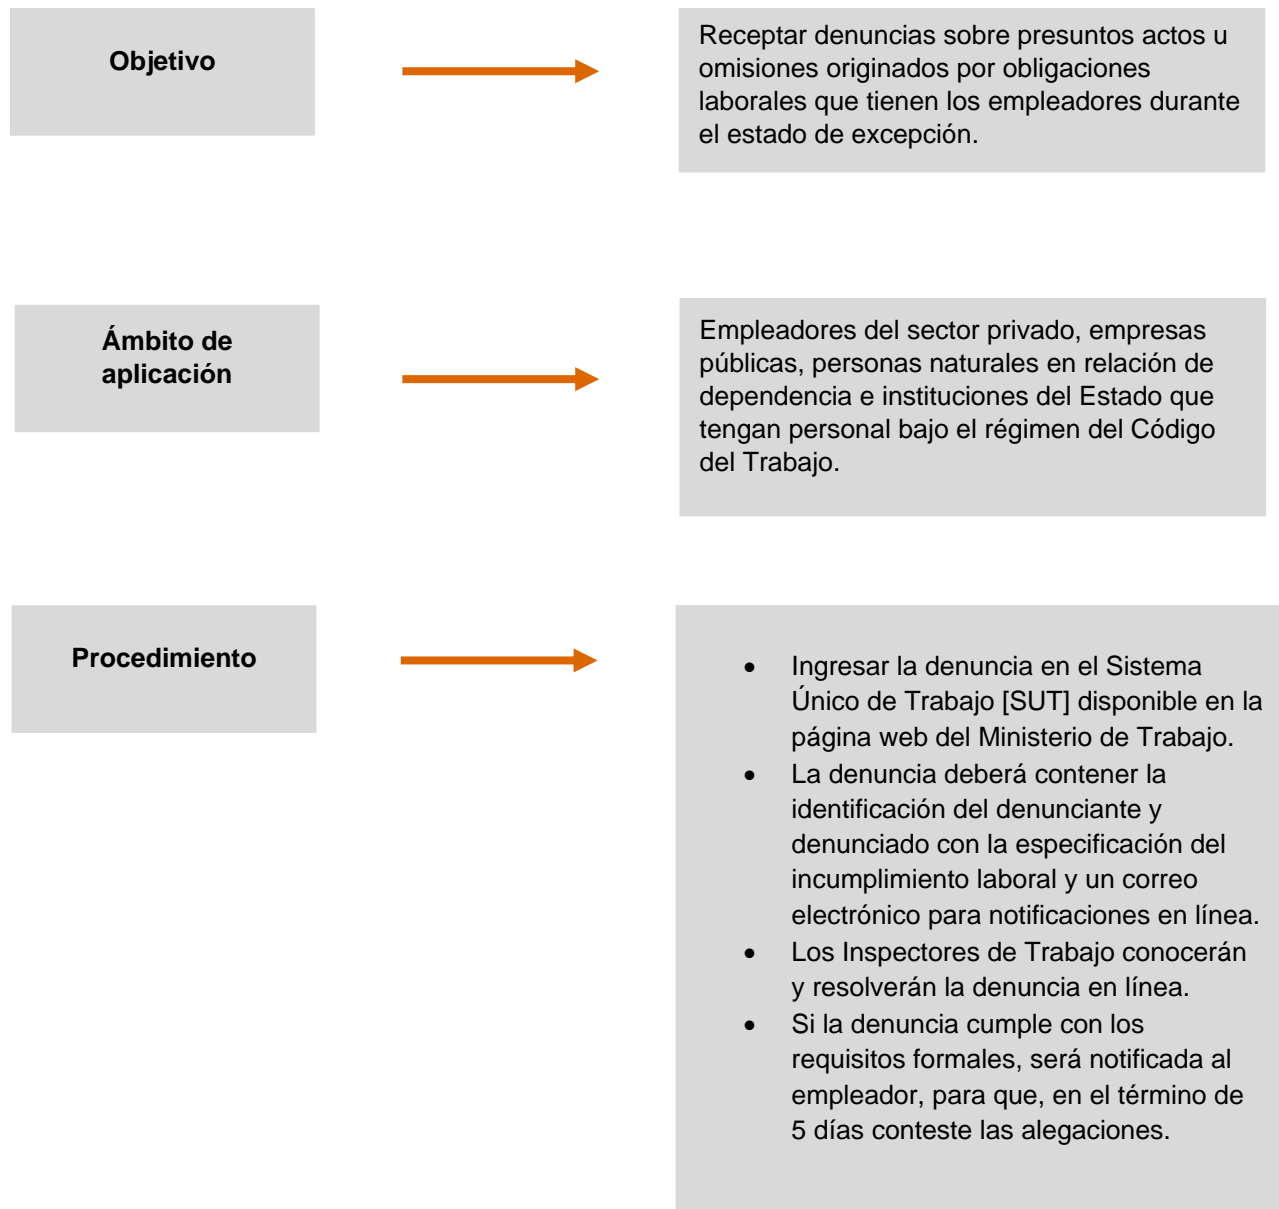 Objetivo
Receptar denuncias sobre presuntos actos u
omisiones originados por obligaciones
laborales que tienen los empleadores durante
el estado de excepción.
Ámbito de
aplicación
Empleadores del sector privado, empresas
públicas, personas naturales en relación de
dependencia e instituciones del Estado que
tengan personal bajo el régimen del Código
del Trabajo.
Procedimiento
• Ingresar la denuncia en el Sistema
Único de Trabajo [SUT] disponible en la
página web del Ministerio de Trabajo.
• La denuncia deberá contener la
identificación del denunciante y
denunciado con la especificación del
incumplimiento laboral y un correo
electrónico para notificaciones en línea.
• Los Inspectores de Trabajo conocerán
y resolverán la denuncia en línea.
• Si la denuncia cumple con los
requisitos formales, será notificada al
empleador, para que, en el término de
5 días conteste las alegaciones.